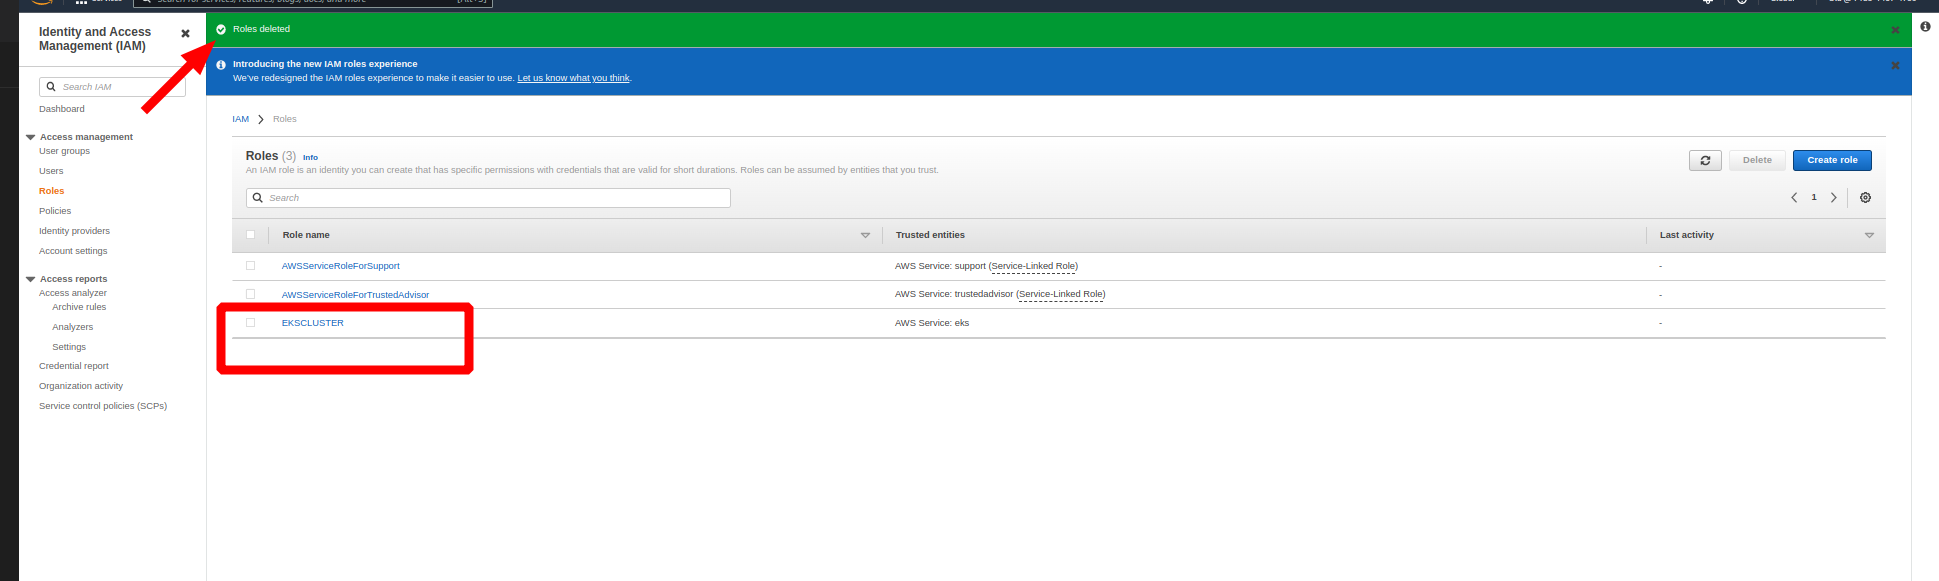 Identity and Access
Management (IAM)
Search IAM
Dashboard
Access management
User groups
Users
Roles
Policies
Identity providers
Account settings
Access reports
Access analyzer
Archive rules
Analyzers
Settings
Credential report
Organization activity
Service control policies (SCPs)
Roles deleted
Introducing the new IAM roles experience
We've redesigned the IAM roles experience to make it easier to use. Let us know what you think.
IAM Roles
Roles (3) Info
An IAM role is an identity you can create that has specific permissions with credentials that are valid for short durations. Roles can be assumed by entities that you trust.
Delete
Create role
Search
1
Role name Trusted entities Last activity
AWSServiceRoleForSupport AWS Service: support (Service-Linked Role) -
AWSServiceRoleForTrustedAdvisor AWS Service: trustedadvisor (Service-Linked Role) -
EKSCLUSTER AWS Service: eks -